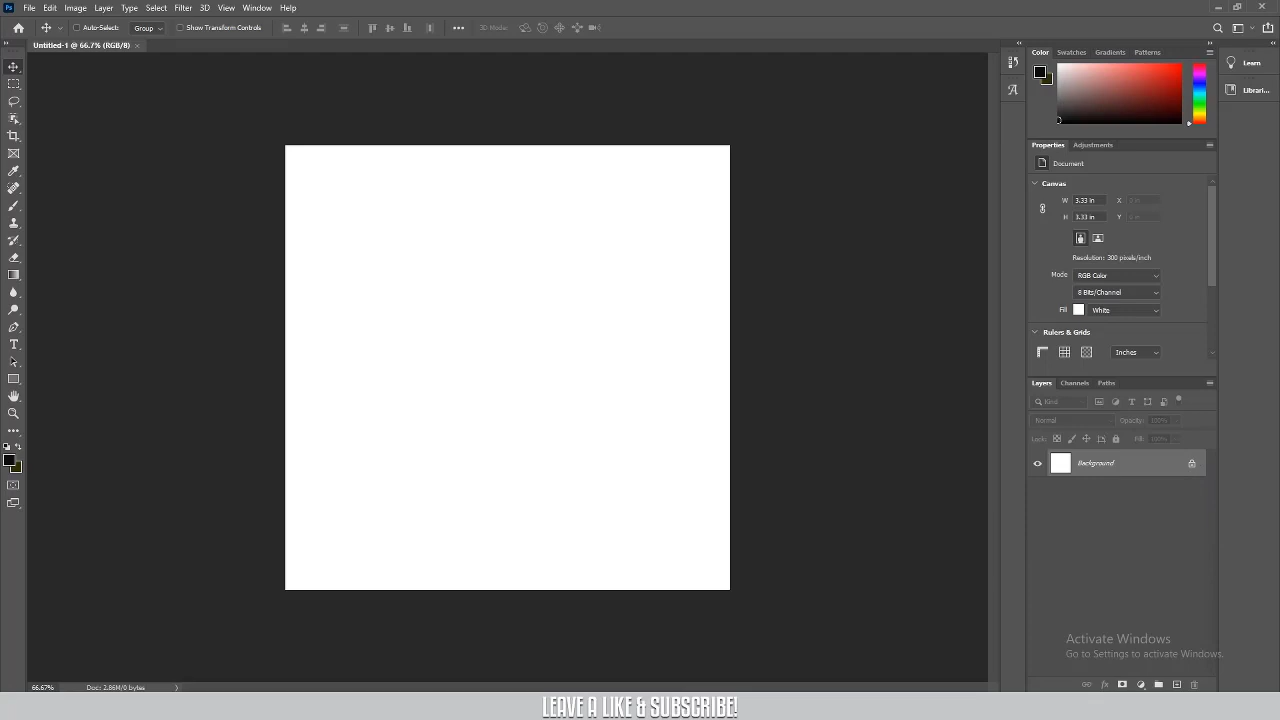 File Edit Image Layer Type Select Filter 3D View Window Help
Auto-Select: Group Show Transform Controls 3D Mode:
Untitled-1 @ 66.7% (RGB/8)
Color Swatches Gradients Patterns
Learn
Librari...
Properties Adjustments
Document
Canvas
W 3.33 in X
H 3.33 in Y
Resolution: 300 pixels/inch
Mode RGB Color
8 Bits/Channel
Fill White
Rulers & Grids
Inches
Layers Channels Paths
Kind
Normal Opacity: 100%
Lock: Fill: 100%
Background
Activate Windows
Go to Settings to activate Windows.
66.67% Doc: 2.86M/0 bytes
LEAVE A LIKE & SUBSCRIBE!